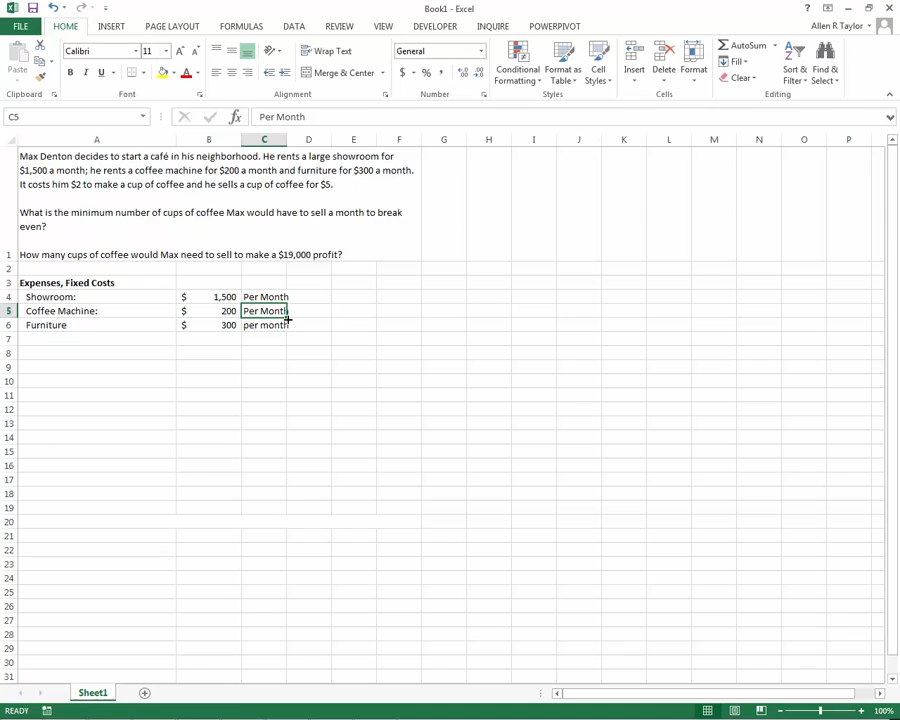 Book1 - Excel
FILE HOME INSERT PAGE LAYOUT FORMULAS DATA REVIEW VIEW DEVELOPER INQUIRE POWERPIVOT Allen R Taylor
Paste
Calibri 11
B I U
Wrap Text
Merge & Center
General
$ % ,
Conditional Formatting
Format as Table
Cell Styles
Insert Delete Format
AutoSum
Fill
Clear
Sort & Filter
Find & Select
Clipboard Font Alignment Number Styles Cells Editing
C5 fx Per Month
A B C D E F G H I J K L M N O P
Max Denton decides to start a café in his neighborhood. He rents a large showroom for
$1,500 a month; he rents a coffee machine for $200 a month and furniture for $300 a month.
It costs him $2 to make a cup of coffee and he sells a cup of coffee for $5.
What is the minimum number of cups of coffee Max would have to sell a month to break
even?
1 How many cups of coffee would Max need to sell to make a $19,000 profit?
2
3 Expenses, Fixed Costs
4 Showroom: $ 1,500 Per Month
5 Coffee Machine: $ 200 Per Month
6 Furniture $ 300 per month
7
8
9
10
11
12
13
14
15
16
17
18
19
20
21
22
23
24
25
26
27
28
29
30
31
Sheet1
READY 100%